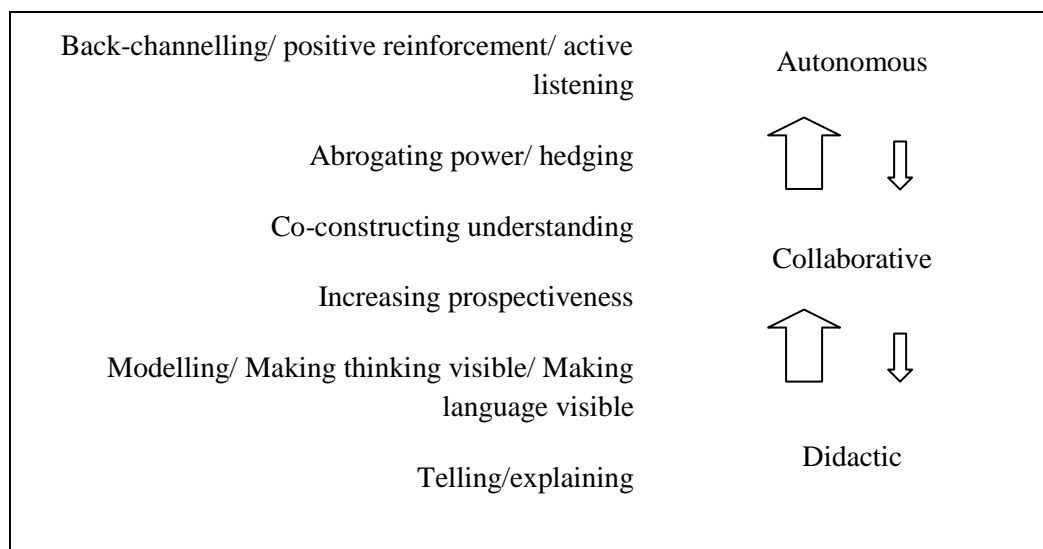 Back-channelling/ positive reinforcement/ active
listening
Abrogating power/ hedging
Co-constructing understanding
Increasing prospectiveness
Modelling/ Making thinking visible/ Making
language visible
Telling/explaining
Autonomous
Collaborative
Didactic